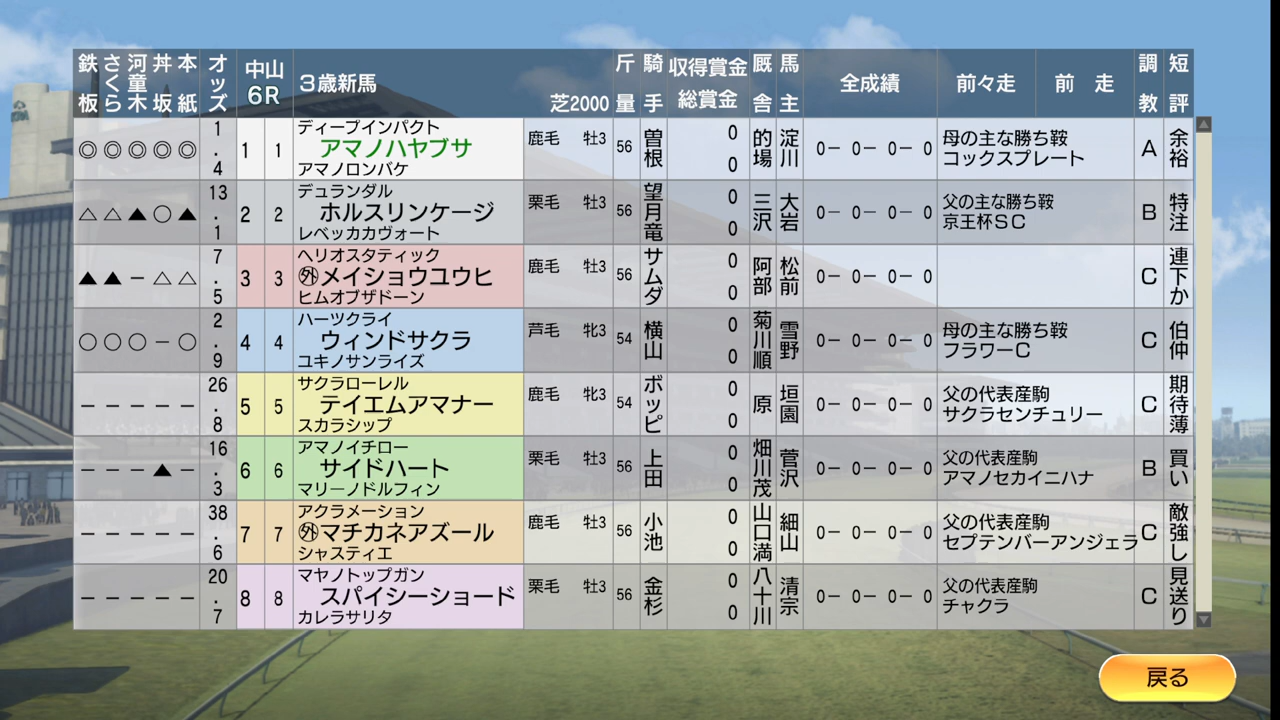 鉄板 さくら 河童木 丼坂 本紙 オッズ 中山6R 3歳新馬 芝2000 斤量 騎手 収得賞金 総賞金 厩舎 馬主 全成績 前々走 前 走 調教 短評
◎ ◎ ◎ ◎ ◎ 1.4 1 1 ディープインパクト
アマノハヤブサ
アマノロンバケ
鹿毛 牡3 56 曽根 0 0 的場 淀川 0- 0- 0- 0 母の主な勝ち鞍
コックスプレート
A 余裕
△ △ ▲ ○ ▲ 13.1 2 2 デュランダル
ホルスリンケージ
レベッカカヴォート
栗毛 牡3 56 望月竜 0 0 三沢 大岩 0- 0- 0- 0 父の主な勝ち鞍
京王杯SC
B 特注
▲ ▲ - △ △ 7.5 3 3 ヘリオスタティック
㊕メイショウユウヒ
ヒムオブザドーン
鹿毛 牡3 56 サムダ 0 0 阿部 松前 0- 0- 0- 0
C 連下か
○ ○ ○ - ○ 2.9 4 4 ハーツクライ
ウィンドサクラ
ユキノサンライズ
芦毛 牝3 54 横山 0 0 菊川順 雪野 0- 0- 0- 0 母の主な勝ち鞍
フラワーC
C 伯仲
- - - - - 26.8 5 5 サクラローレル
テイエムアマナー
スカラシップ
鹿毛 牝3 54 ボッピ 0 0 原 垣園 0- 0- 0- 0 父の代表産駒
サクラセンチュリー
C 期待薄
- - - ▲ - 16.3 6 6 アマノイチロー
サイドハート
マリーノドルフィン
栗毛 牡3 56 上田 0 0 畑川茂 菅沢 0- 0- 0- 0 父の代表産駒
アマノセカイニハナ
B 買い
- - - - - 38.6 7 7 アクラメーション
外マチカネアズール
シャスティエ
鹿毛 牡3 56 小池 0 0 山口満 細山 0- 0- 0- 0 父の代表産駒
セプテンバーアンジェラ
C 敵強し
- - - - - 20.7 8 8 マヤノトップガン
スパイシーショード
カレラサリタ
栗毛 牡3 56 金杉 0 0 八十川 清宗 0- 0- 0- 0 父の代表産駒
チャクラ
C 見送り
戻る